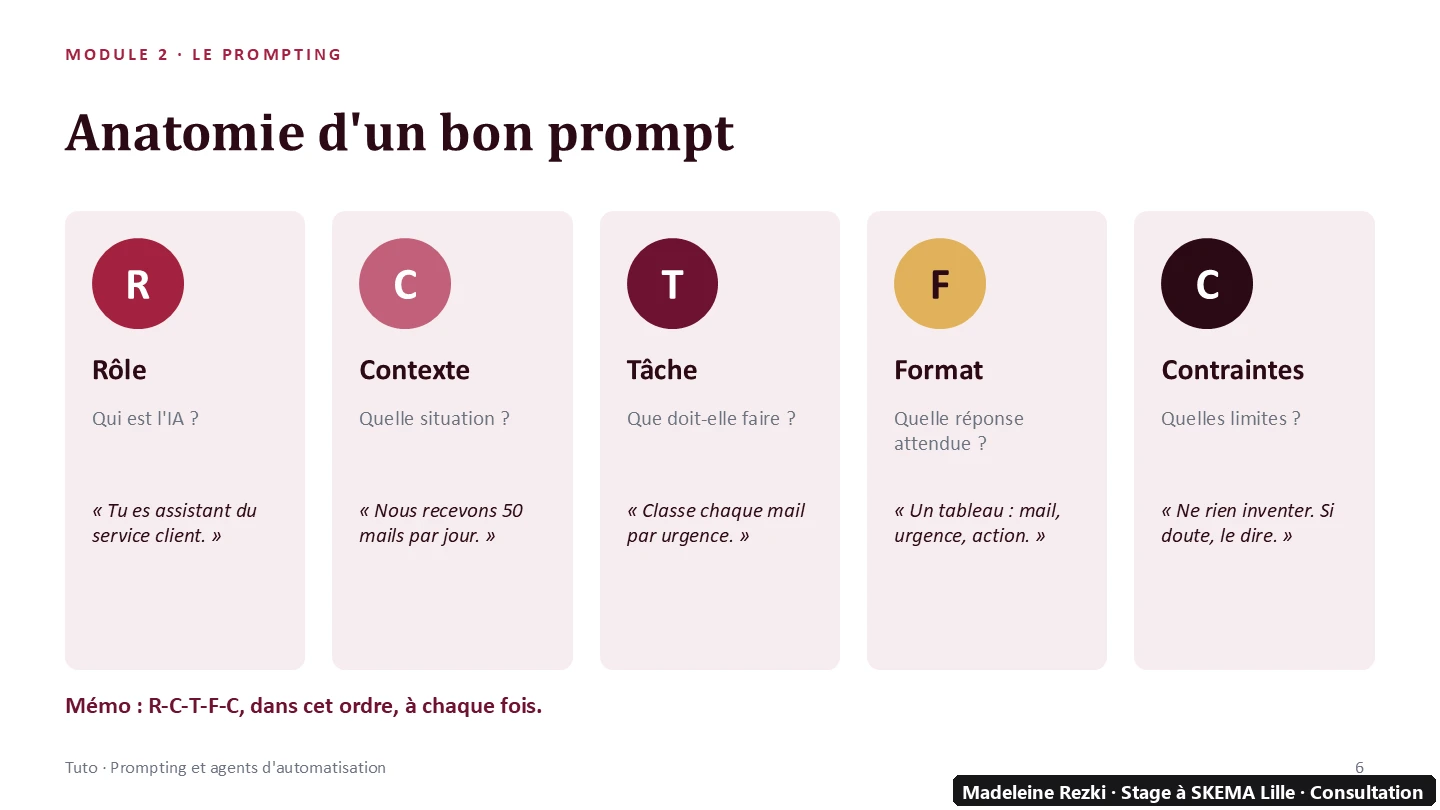 MODULE 2 · LE PROMPTING
Anatomie d'un bon prompt
R
Rôle
Qui est l'IA ?
« Tu es assistant du
service client. »
C
Contexte
Quelle situation ?
« Nous recevons 50
mails par jour. »
T
Tâche
Que doit-elle faire ?
« Classe chaque mail
par urgence. »
F
Format
Quelle réponse
attendue ?
« Un tableau : mail,
urgence, action. »
C
Contraintes
Quelles limites ?
« Ne rien inventer. Si
doute, le dire. »
Mémo : R-C-T-F-C, dans cet ordre, à chaque fois.
Tuto · Prompting et agents d'automatisation
6
Madeleine Rezki · Stage à SKEMA Lille · Consultation